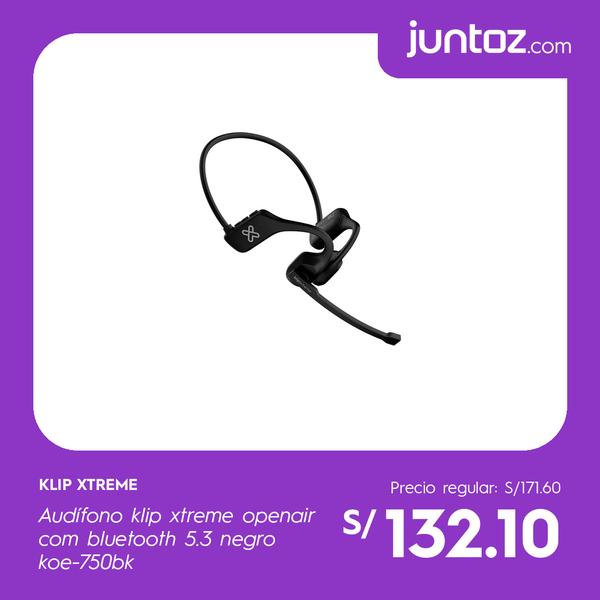 juntoz.com
KLIP XTREME
Audífono klip xtreme openair
com bluetooth 5.3 negro
koe-750bk
Precio regular: S/171.60
S/132.10